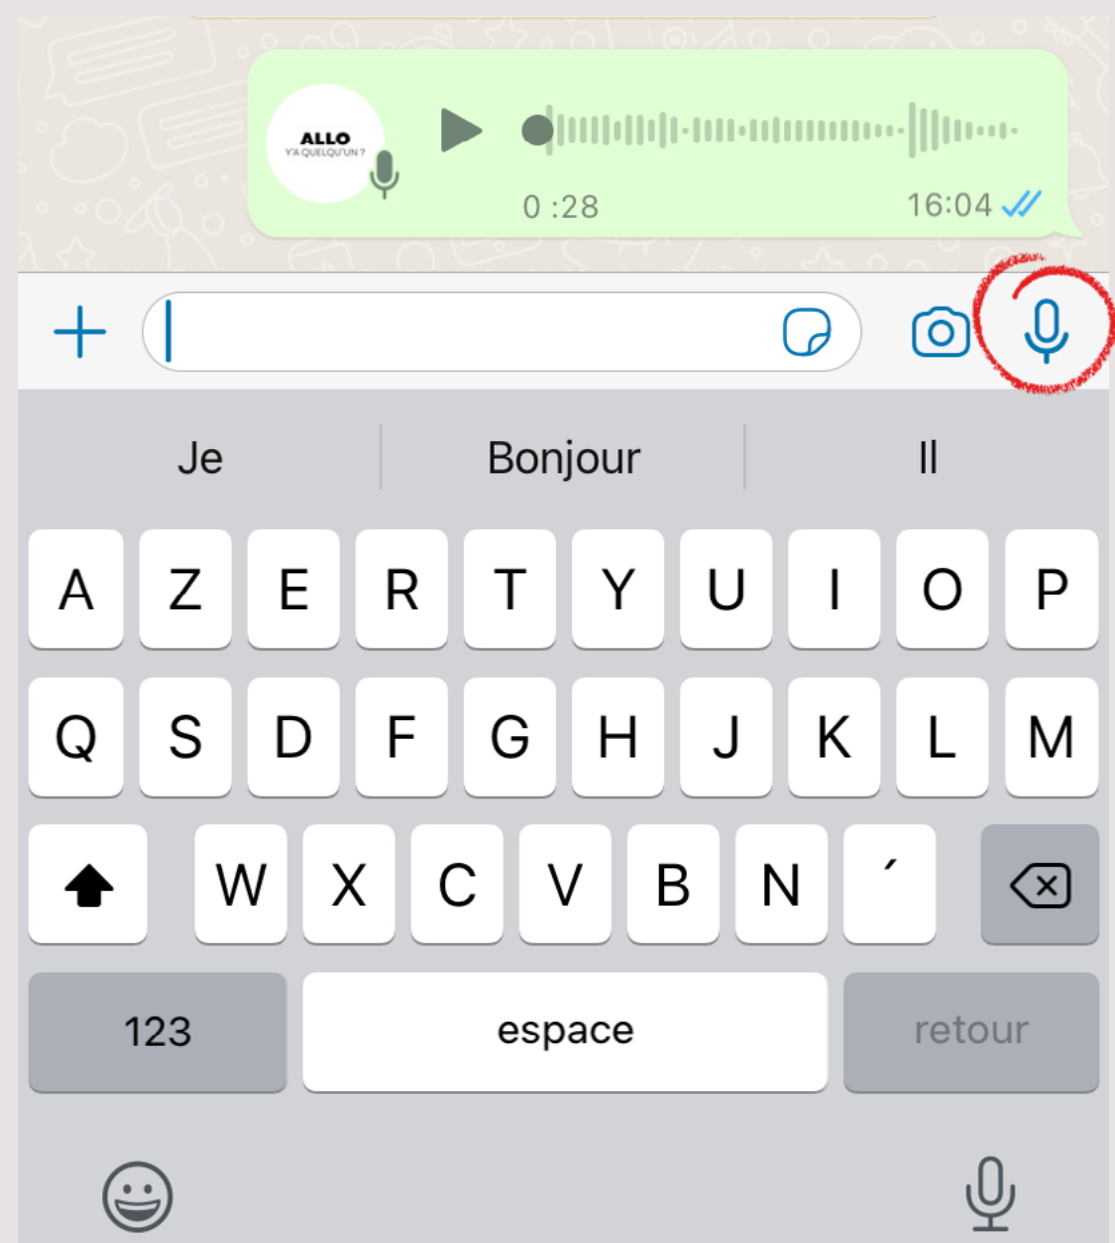 ALLO
Y'A QUELQU'UN ?
0 :28
16:04
Je
Bonjour
Il
A Z E R T Y U I O P
Q S D F G H J K L M
W X C V B N ´
123
espace
retour